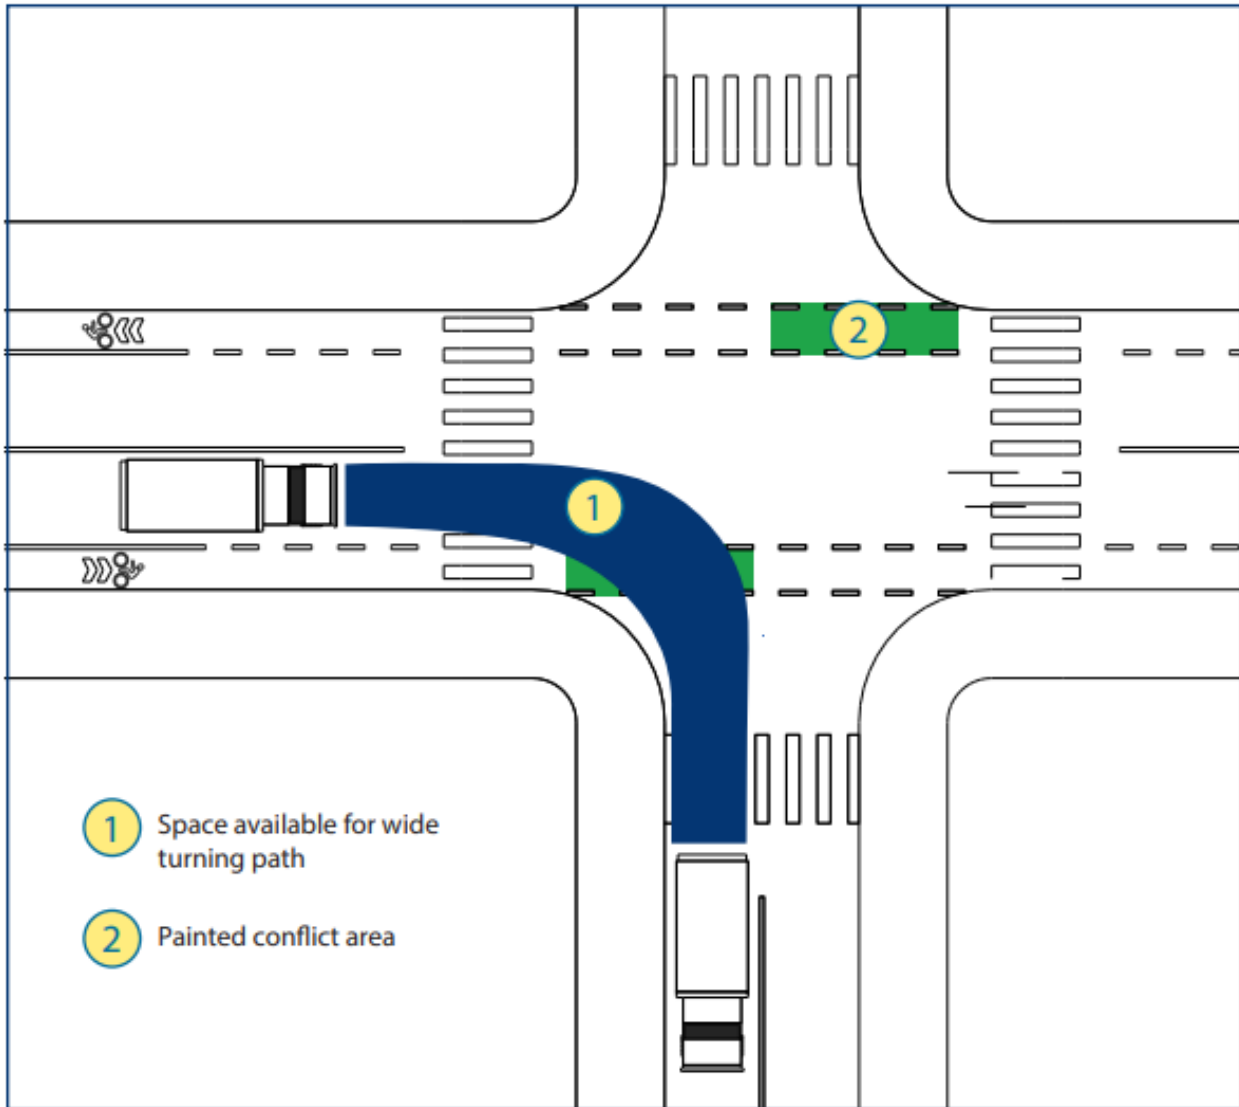 2
1
1 Space available for wide
turning path
2 Painted conflict area